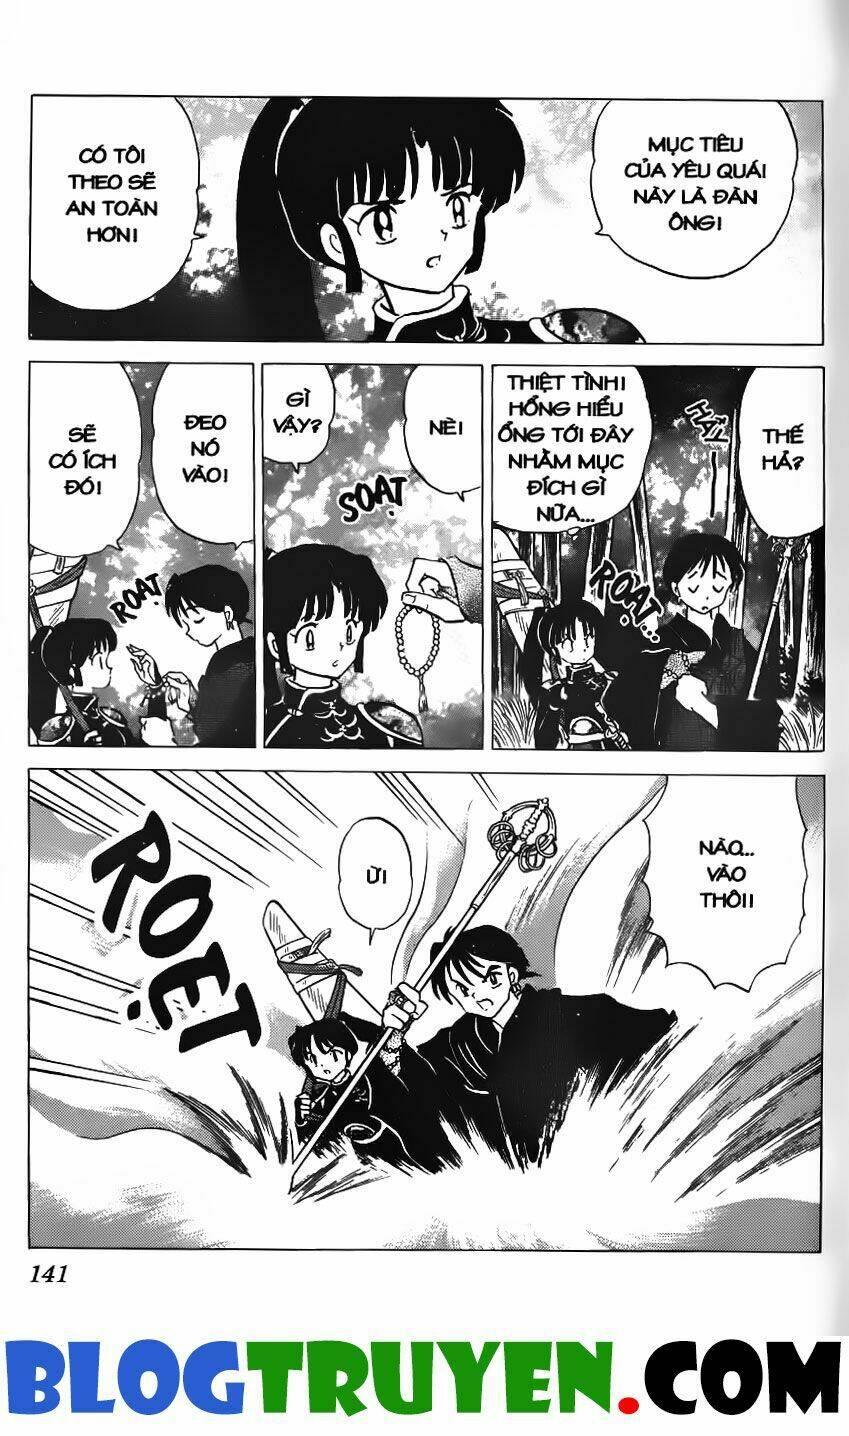 MỤC TIÊU
CỦA YÊU QUÁI
NÀY LÀ ĐÀN
ÔNG!
CÓ TÔI
THEO SẼ
AN TOÀN
HƠN!
THẾ
HẢ?
HẦY
THIỆT TÌNH!
HỔNG HIỂU
ỔNG TỚI ĐÂY
NHẰM MỤC
ĐÍCH GÌ
NỮA...
ROẠT...
NÈ!
GÌ
VẬY?
SOẠT
ĐEO
NÓ
VÀO!
SẼ
CÓ ÍCH
ĐÓ!
ROẠT
NÀO...
VÀO
THÔI!
Ừ!
ROẸT
141
BLOGTRUYEN.COM